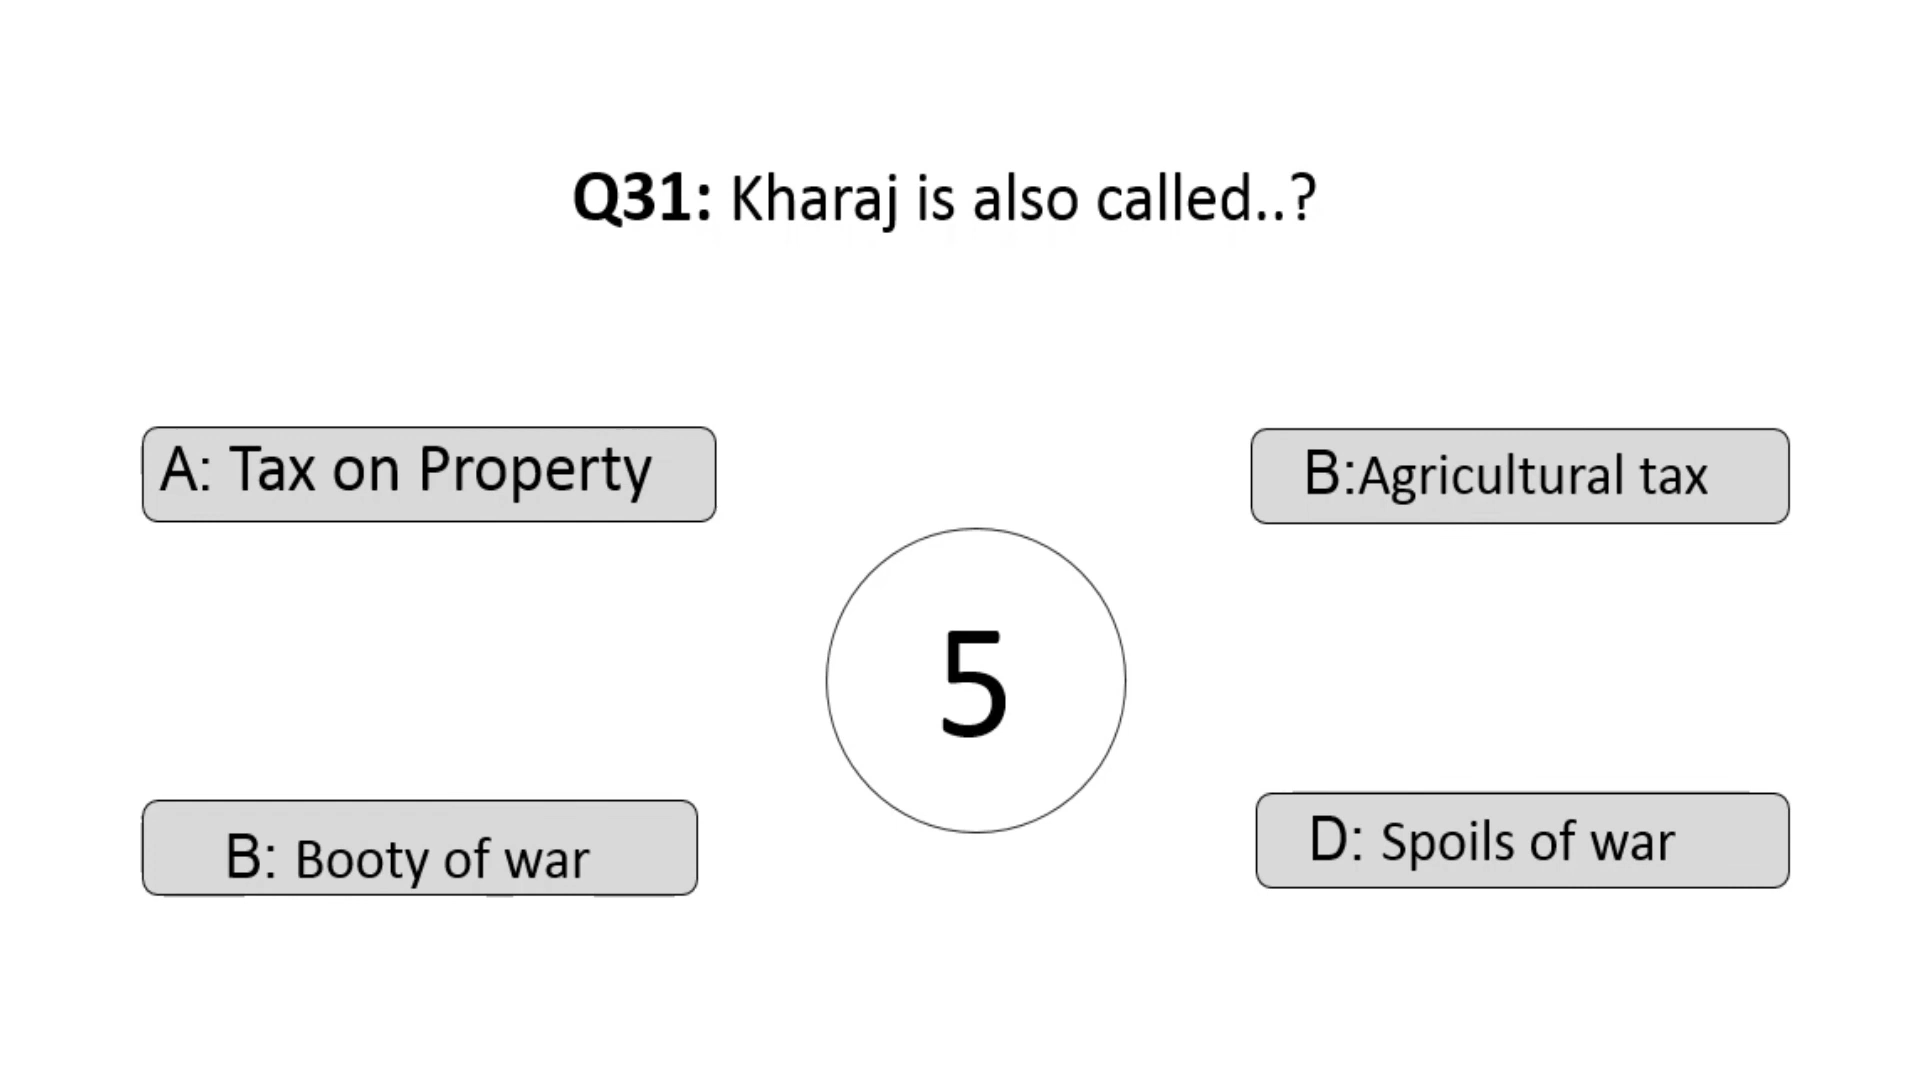 Q31: Kharaj is also called..?
A: Tax on Property
B:Agricultural tax
5
B: Booty of war
D: Spoils of war